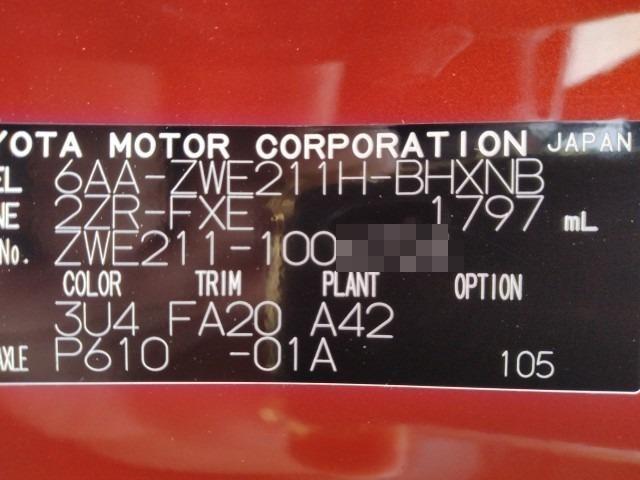 YOTA MOTOR CORPORATION JAPAN
EL 6AA-ZWE211H-BHXNB
NE 2ZR-FXE 1797 mL
No. ZWE211-100
COLOR TRIM PLANT OPTION
3U4 FA20 A42
AXLE P610 -01A 105